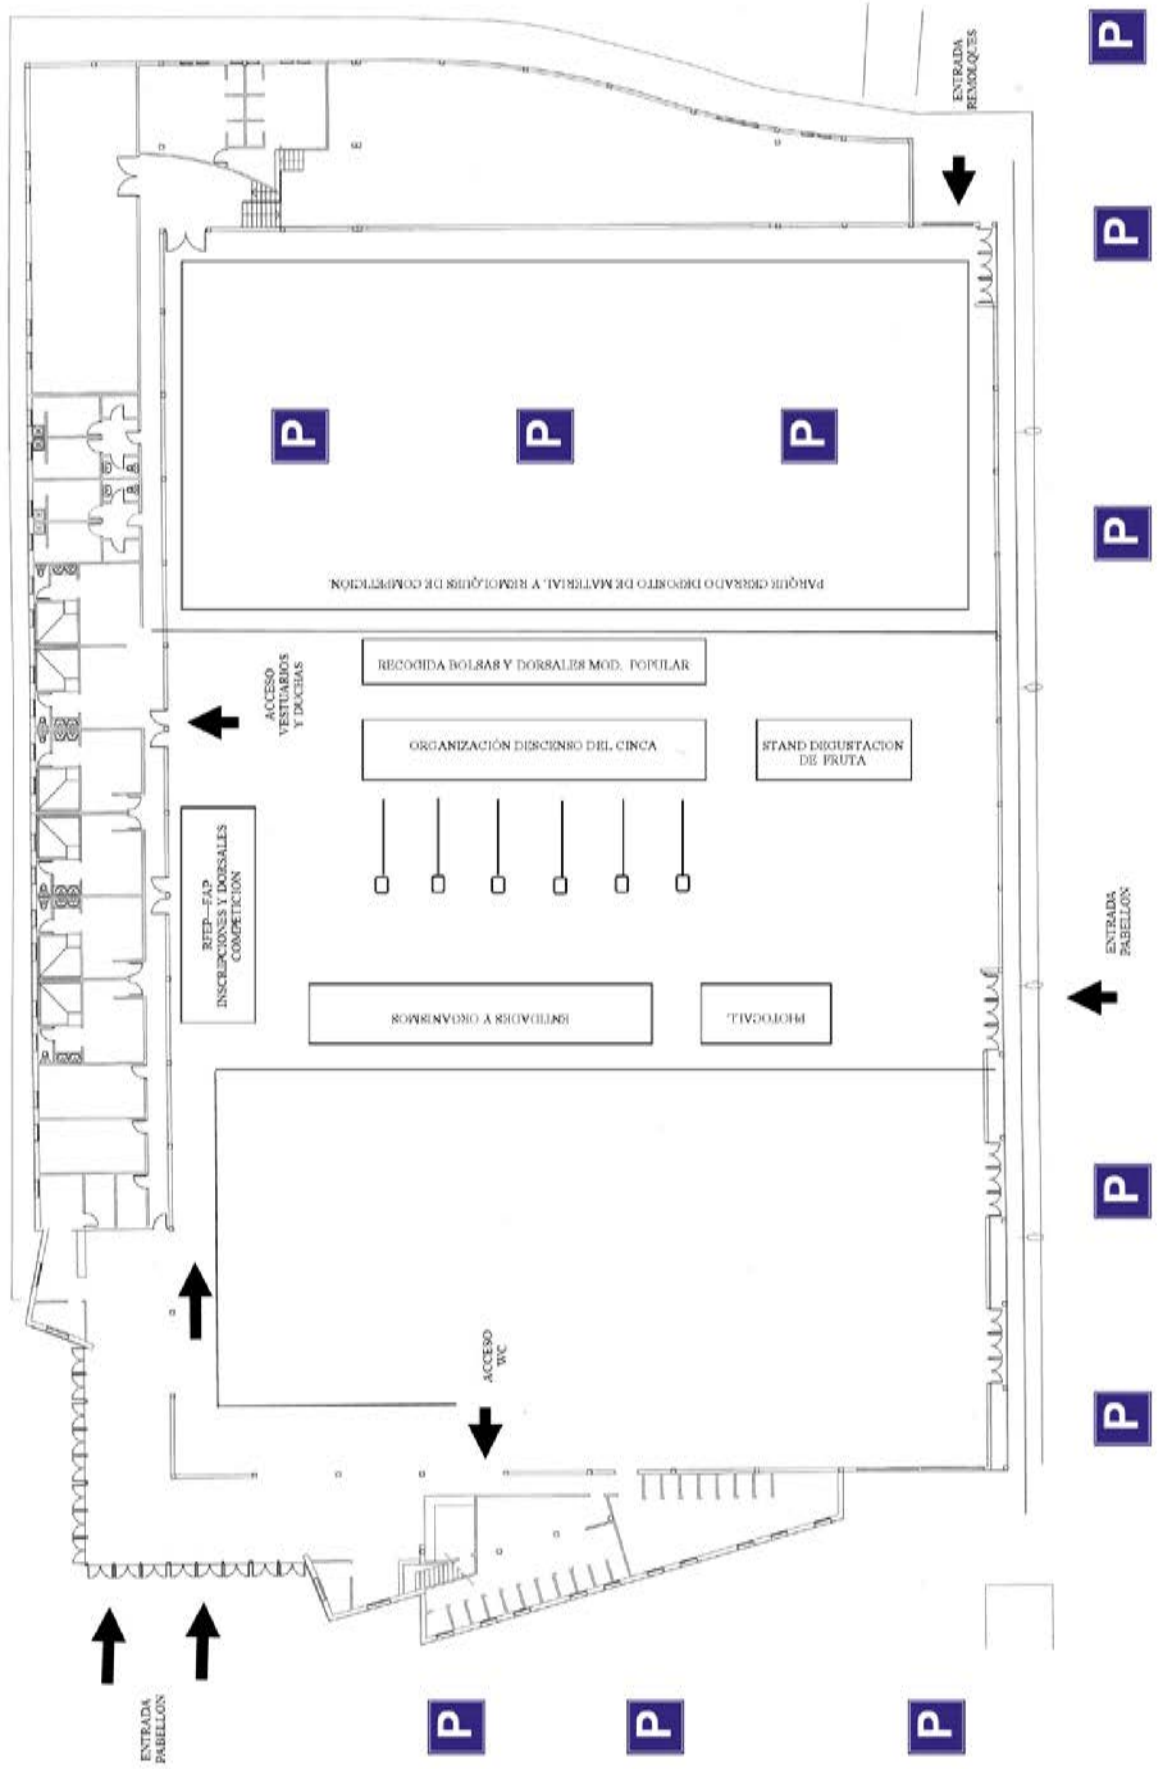 P
ENTRADA
REMOLQUES
P
P
P
P
P
PARQUE CERRADO DEPOSITO DE MATERIAL Y REMOLQUES DE COMPETICIÓN.
RECOGIDA BOLSAS Y DORSALES MOD. POPULAR
ACCESO
VESTUARIOS
Y DUCHAS
ORGANIZACIÓN DESCENSO DEL CINCA
STAND DEGUSTACION
DE FRUTA
RFEP—FAP
INSCRIPCIONES Y DORSALES
COMPETICION
ENTRADA
PABELLON
ENTIDADES Y ORGANISMOS
PHOTOCALL
P
ACCESO
WC
P
ENTRADA
PABELLON
P
P
P